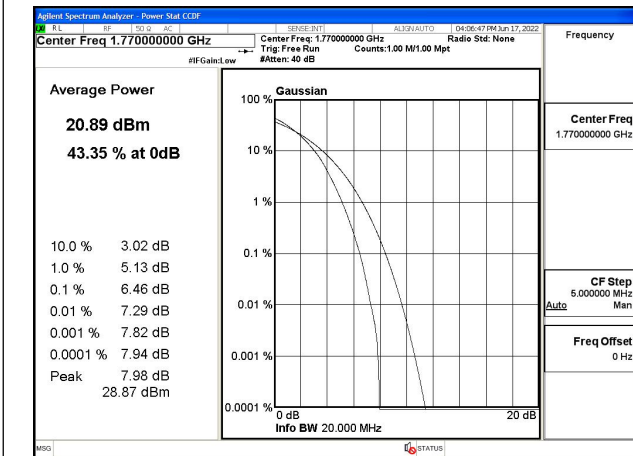 Agilent Spectrum Analyzer - Power Stat CCDF
RL RF 50 Ω AC SENSE:INT ALIGN AUTO 04:06:47 PM Jun 17, 2022
Center Freq 1.770000000 GHz
Center Freq: 1.770000000 GHz Radio Std: None
Trig: Free Run Counts:1.00 M/1.00 Mpt
#IFGain:Low #Atten: 40 dB
Frequency
Average Power
20.89 dBm
43.35 % at 0dB
10.0 % 3.02 dB
1.0 % 5.13 dB
0.1 % 6.46 dB
0.01 % 7.29 dB
0.001 % 7.82 dB
0.0001 % 7.94 dB
Peak 7.98 dB
28.87 dBm
Gaussian
100 %
10 %
1 %
0.1 %
0.01 %
0.001 %
0.0001 %
0 dB 20 dB
Info BW 20.000 MHz
Center Freq
1.770000000 GHz
CF Step
5.000000 MHz
Auto Man
Freq Offset
0 Hz
MSG STATUS